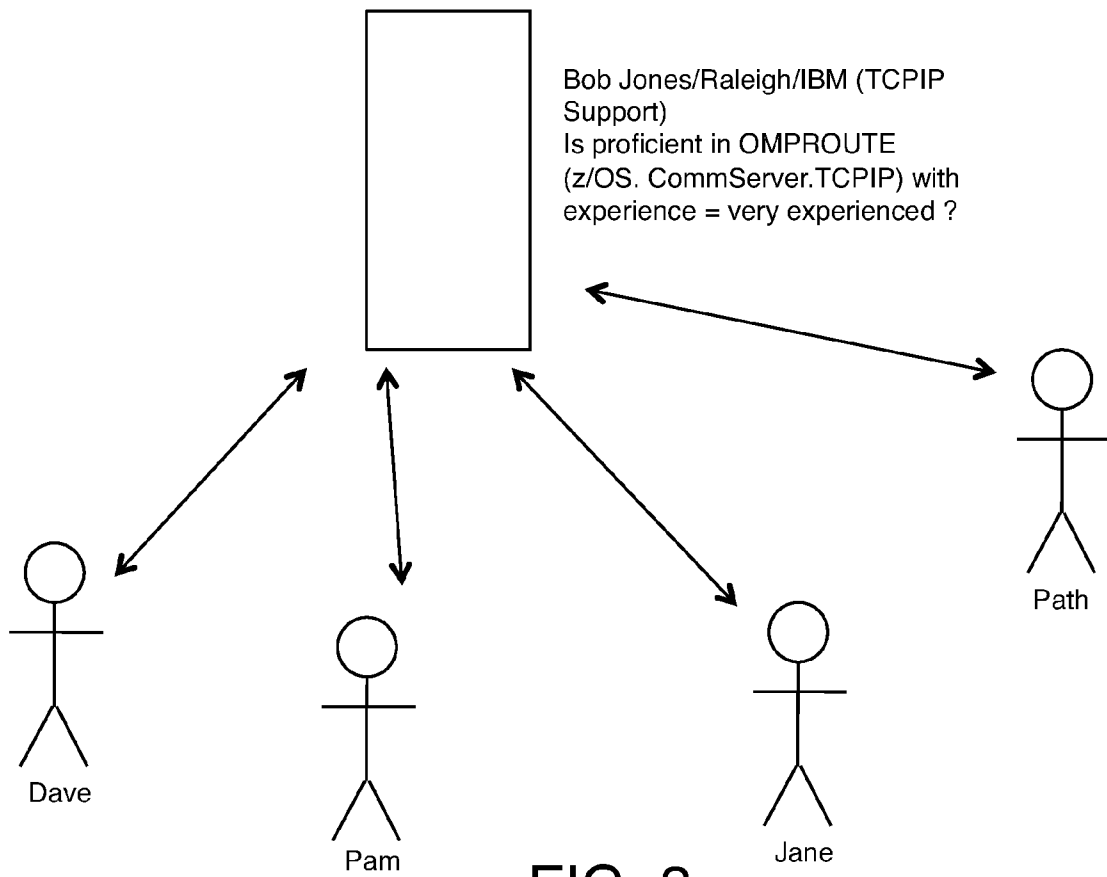 Bob Jones/Raleigh/IBM (TCPIP
Support)
Is proficient in OMPROUTE
(z/OS. CommServer.TCPIP) with
experience = very experienced ?
Path
Dave
Pam
Jane